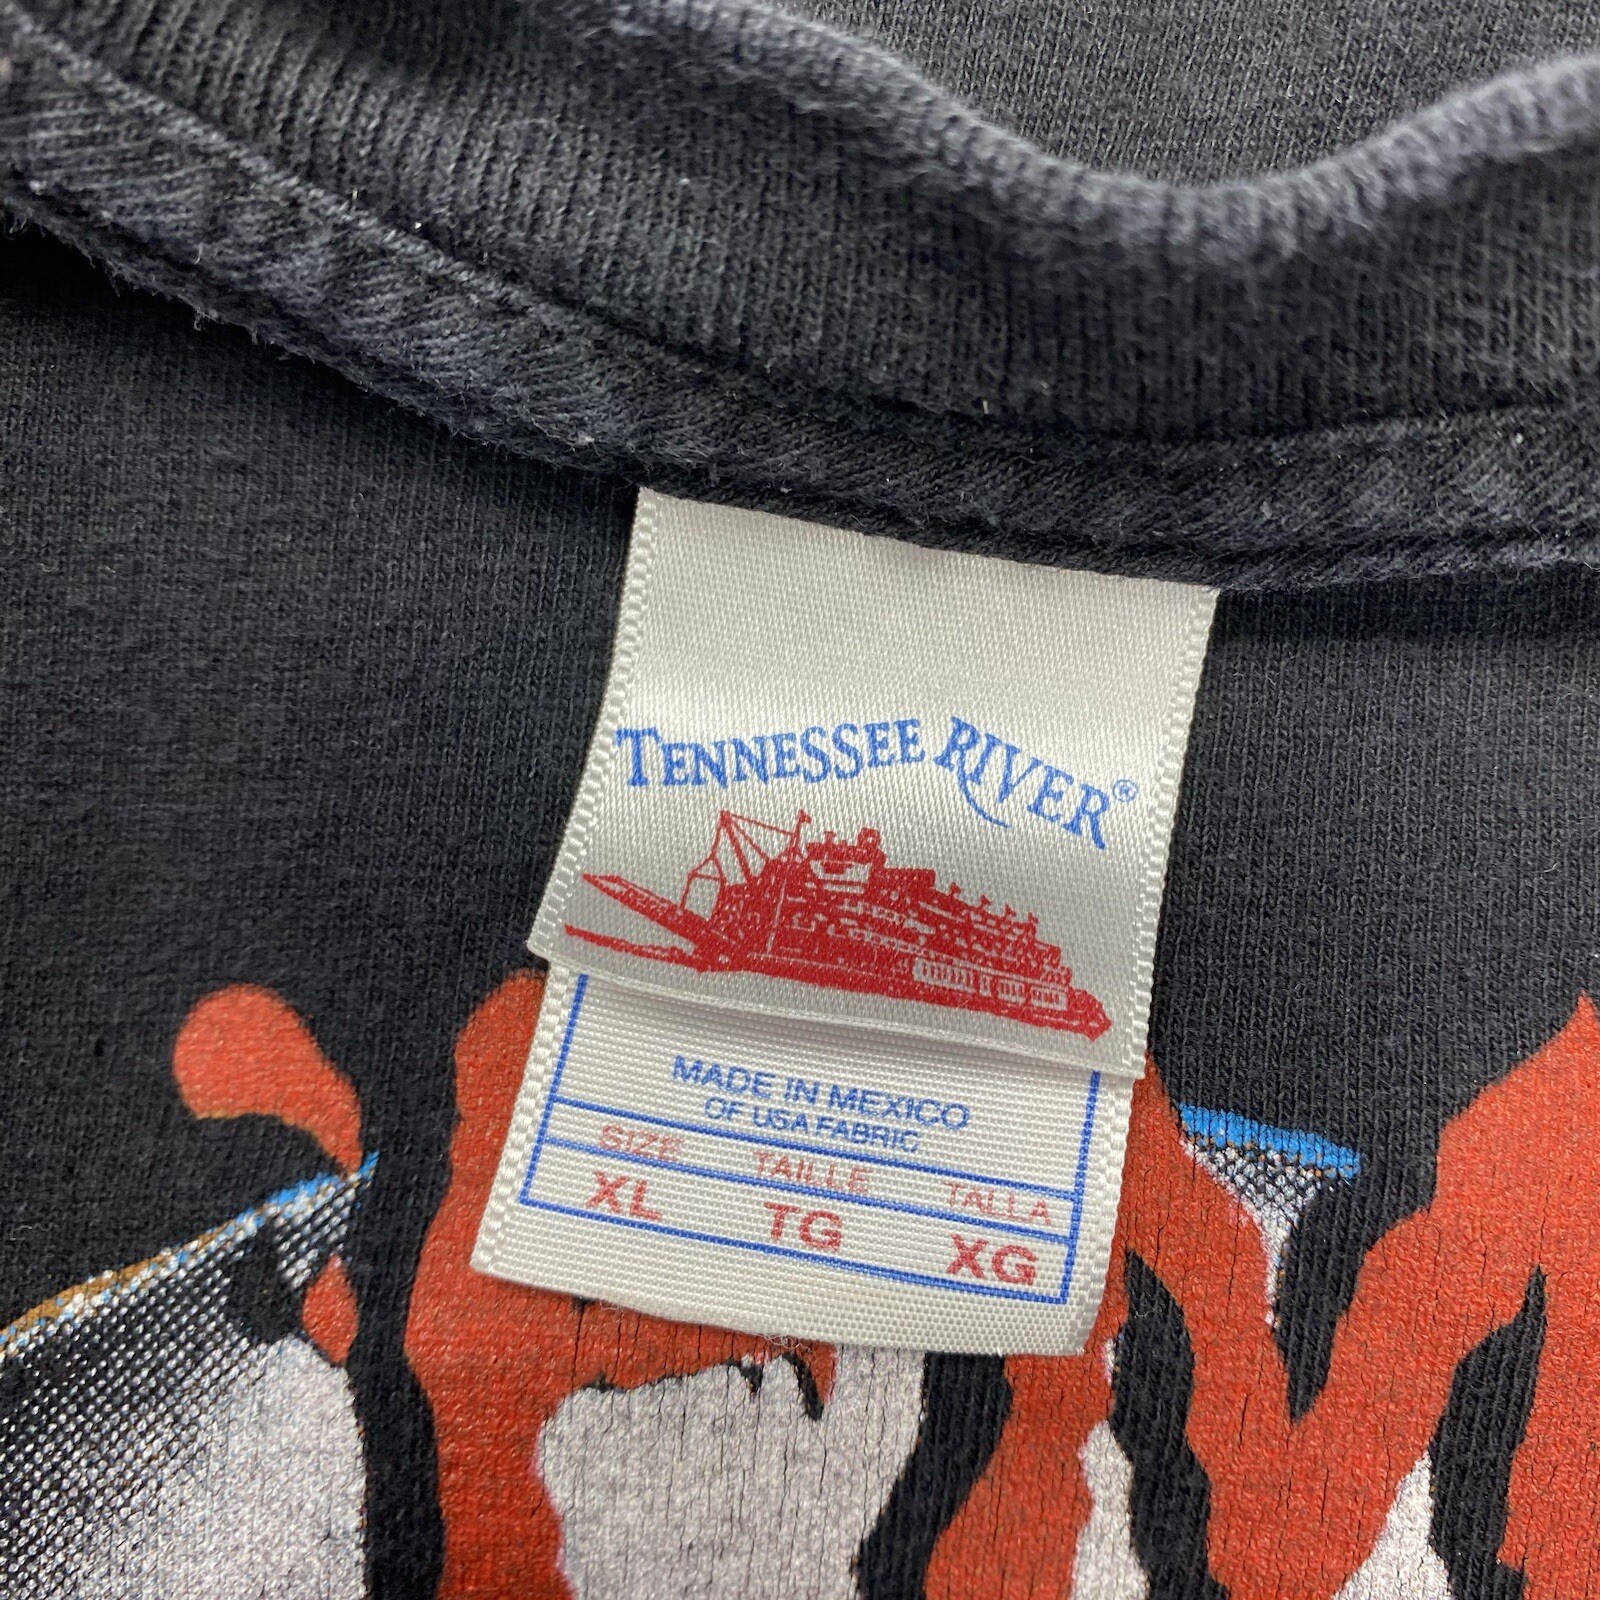 TENNESSEE RIVER®
MADE IN MEXICO
OF USA FABRIC
SIZE TAILLE TALLA
XL TG XG